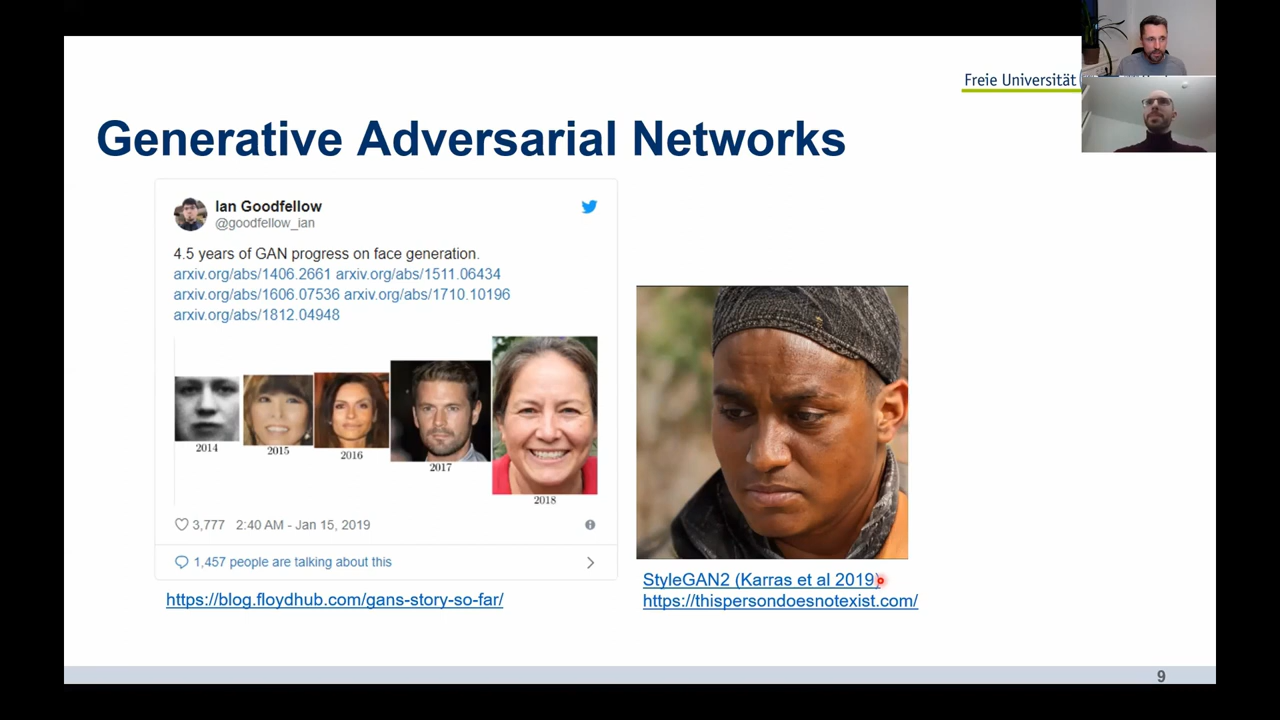 Freie Universität
Generative Adversarial Networks
Ian Goodfellow
@goodfellow_ian
4.5 years of GAN progress on face generation.
arxiv.org/abs/1406.2661 arxiv.org/abs/1511.06434
arxiv.org/abs/1606.07536 arxiv.org/abs/1710.10196
arxiv.org/abs/1812.04948
2014
2015
2016
2017
2018
3,777 2:40 AM - Jan 15, 2019
1,457 people are talking about this
https://blog.floydhub.com/gans-story-so-far/
StyleGAN2 (Karras et al 2019)
https://thispersondoesnotexist.com/
9